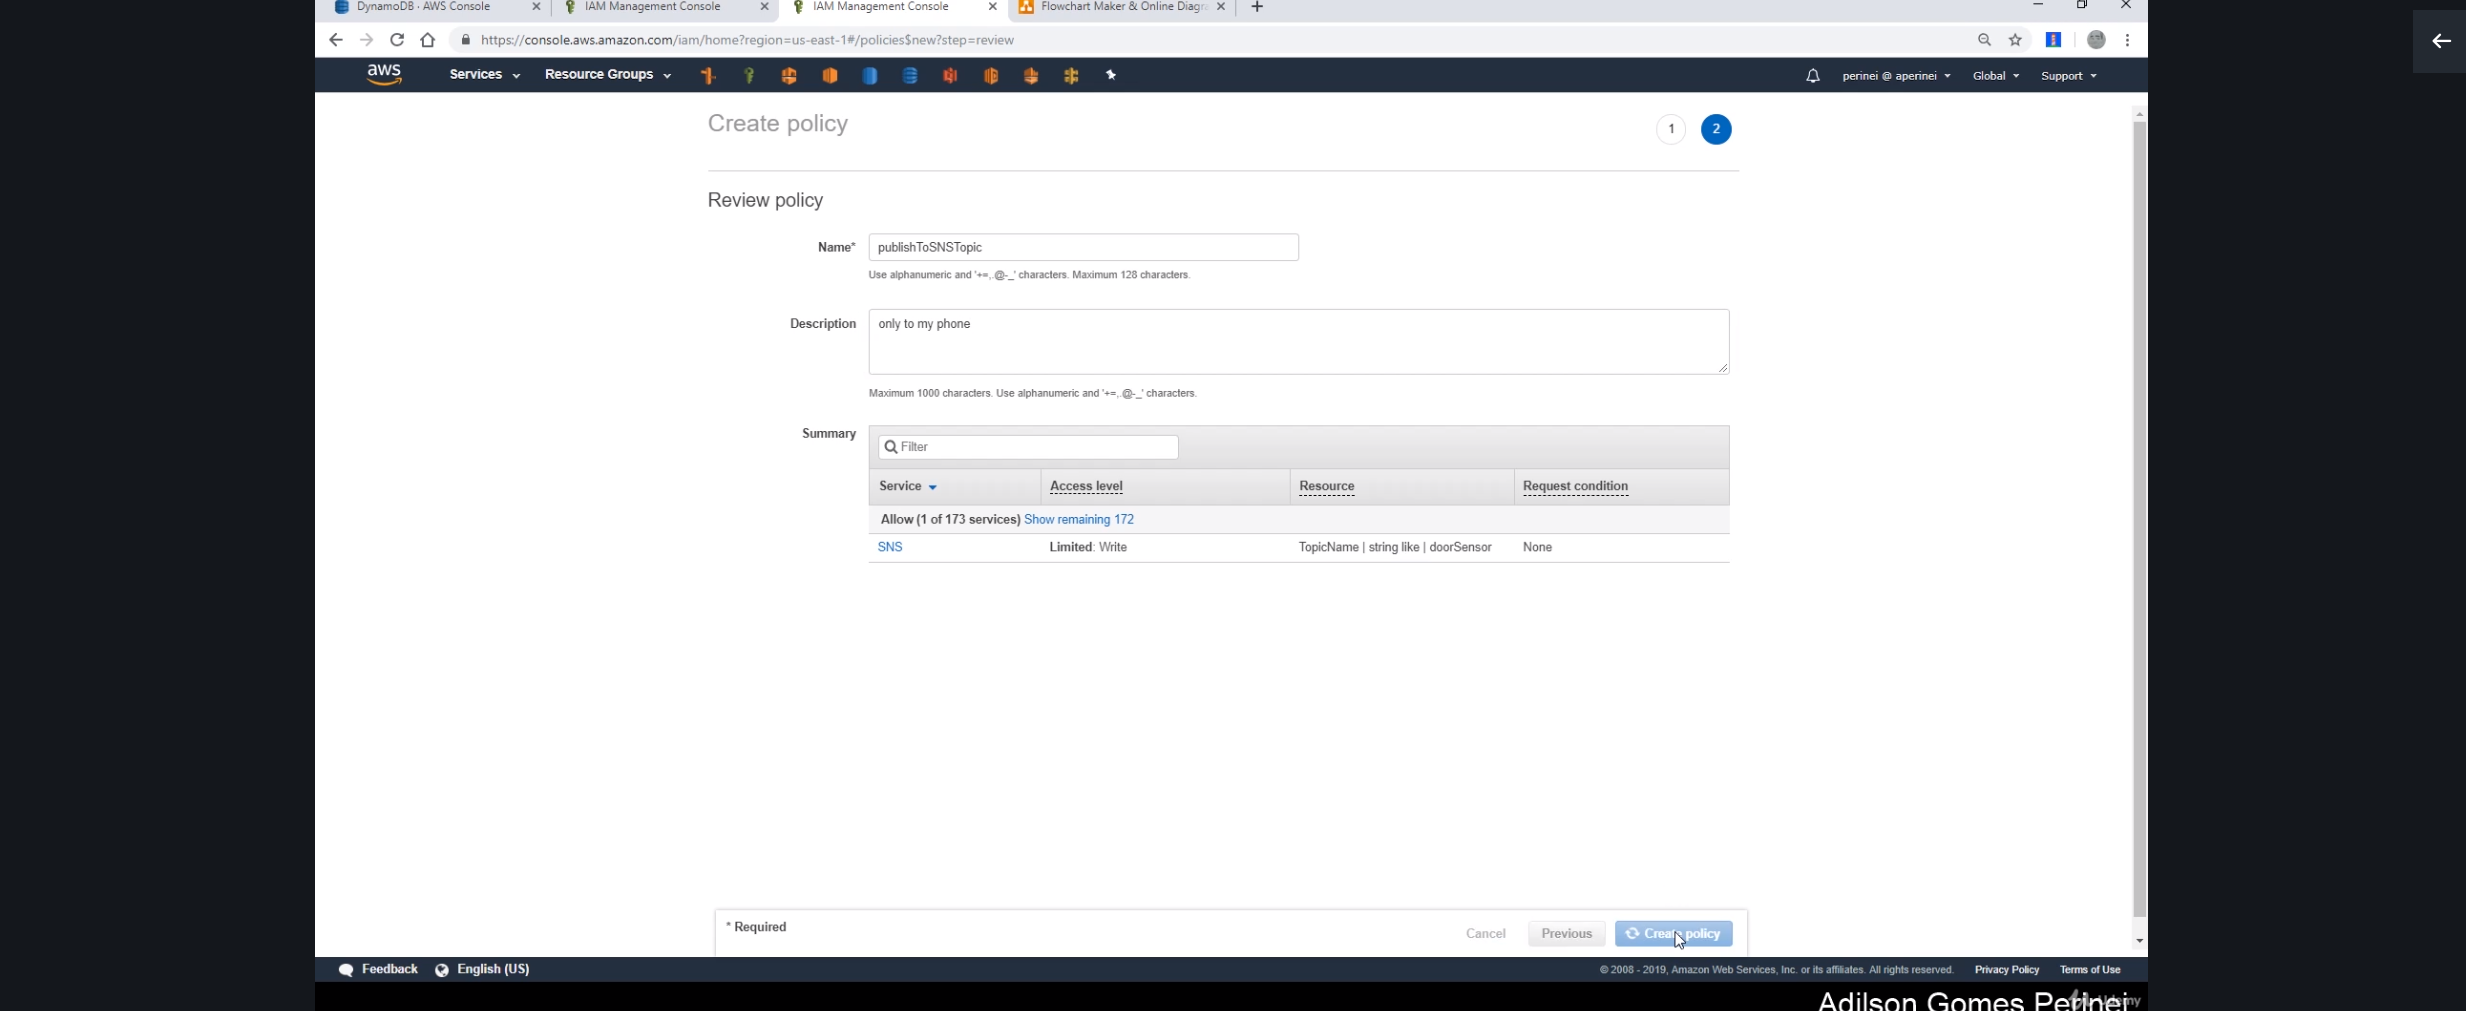 DynamoDB · AWS Console
IAM Management Console
IAM Management Console
Flowchart Maker & Online Diagr
https://console.aws.amazon.com/iam/home?region=us-east-1#/policies$new?step=review
aws
Services
Resource Groups
perinei @ aperinei
Global
Support
Create policy
1
2
Review policy
Name*
publishToSNSTopic
Use alphanumeric and '+=,.@-_' characters. Maximum 128 characters.
Description
only to my phone
Maximum 1000 characters. Use alphanumeric and '+=,.@-_' characters.
Summary
Filter
Service
Access level
Resource
Request condition
Allow (1 of 173 services) Show remaining 172
SNS
Limited: Write
TopicName | string like | doorSensor
None
* Required
Cancel
Previous
Create policy
Feedback
English (US)
© 2008 - 2019, Amazon Web Services, Inc. or its affiliates. All rights reserved.
Privacy Policy
Terms of Use
Adilson Gomes Perinei
Udemy